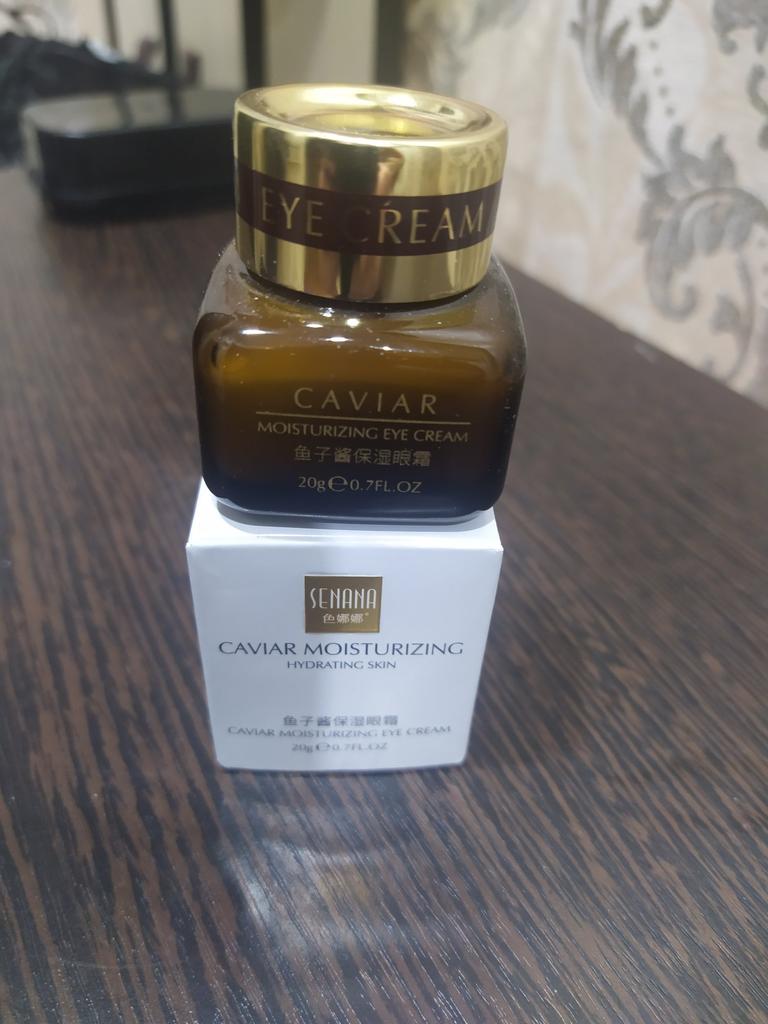 EYE CREAM
CAVIAR
MOISTURIZING EYE CREAM
鱼子酱保湿眼霜
20g℮0.7FL.OZ
SENANA
色娜娜®
CAVIAR MOISTURIZING
HYDRATING SKIN
鱼子酱保湿眼霜
CAVIAR MOISTURIZING EYE CREAM
20g℮0.7FL.OZ